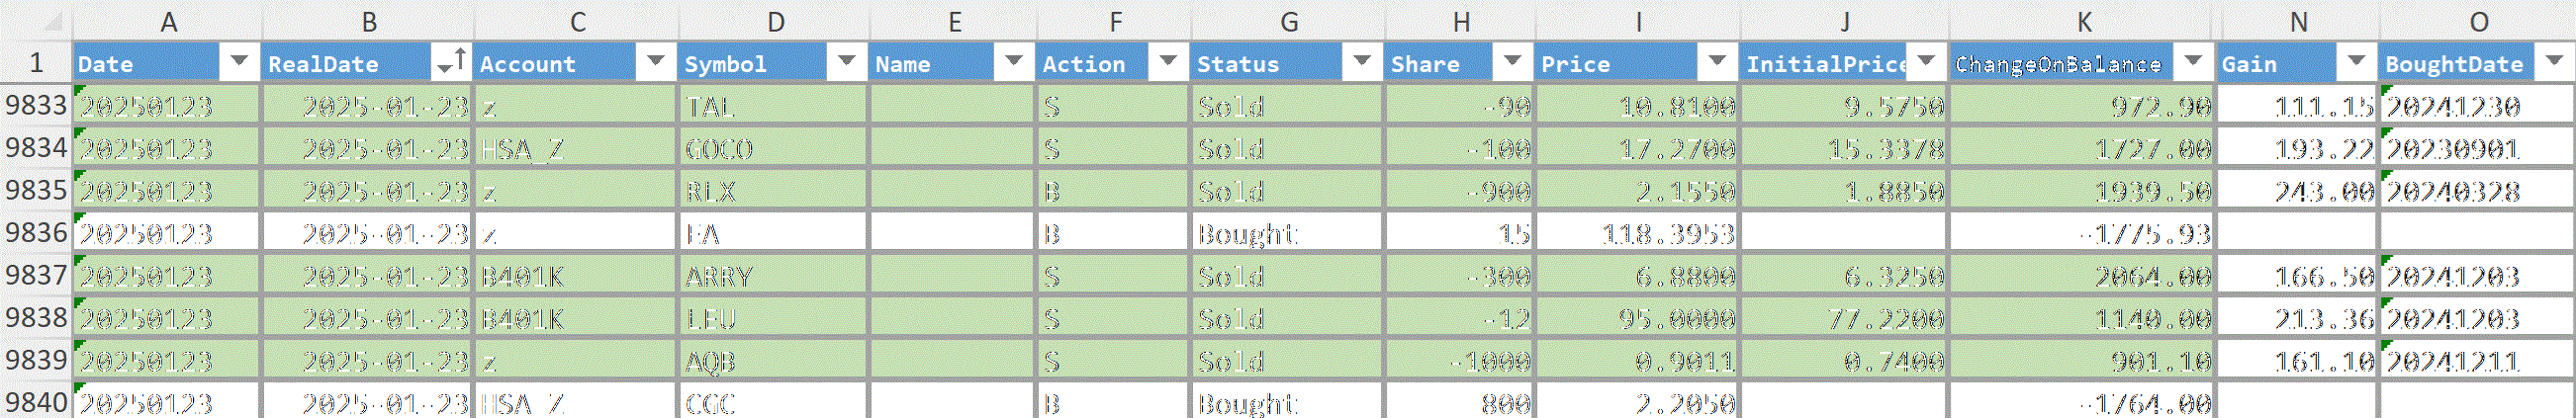 A B C D E F G H I J K N O
1 Date RealDate Account Symbol Name Action Status Share Price InitialPrice ChangeOnBalance Gain BoughtDate
9833 20250123 2025-01-23 z TAL S Sold -90 10.8100 9.5750 972.90 111.15 20241230
9834 20250123 2025-01-23 HSA_Z GOCO S Sold -100 17.2700 15.3378 1727.00 193.22 20230901
9835 20250123 2025-01-23 z RLX B Sold -900 2.1550 1.8850 1939.50 243.00 20240328
9836 20250123 2025-01-23 z EA B Bought 15 118.3953 -1775.93
9837 20250123 2025-01-23 B401K ARRY S Sold -300 6.8800 6.3250 2064.00 166.50 20241203
9838 20250123 2025-01-23 B401K LEU S Sold -12 95.0000 77.2200 1140.00 213.36 20241203
9839 20250123 2025-01-23 z AQB S Sold -1000 0.9011 0.7400 901.10 161.10 20241211
9840 20250123 2025-01-23 HSA_Z CGC B Bought 800 2.2050 -1764.00